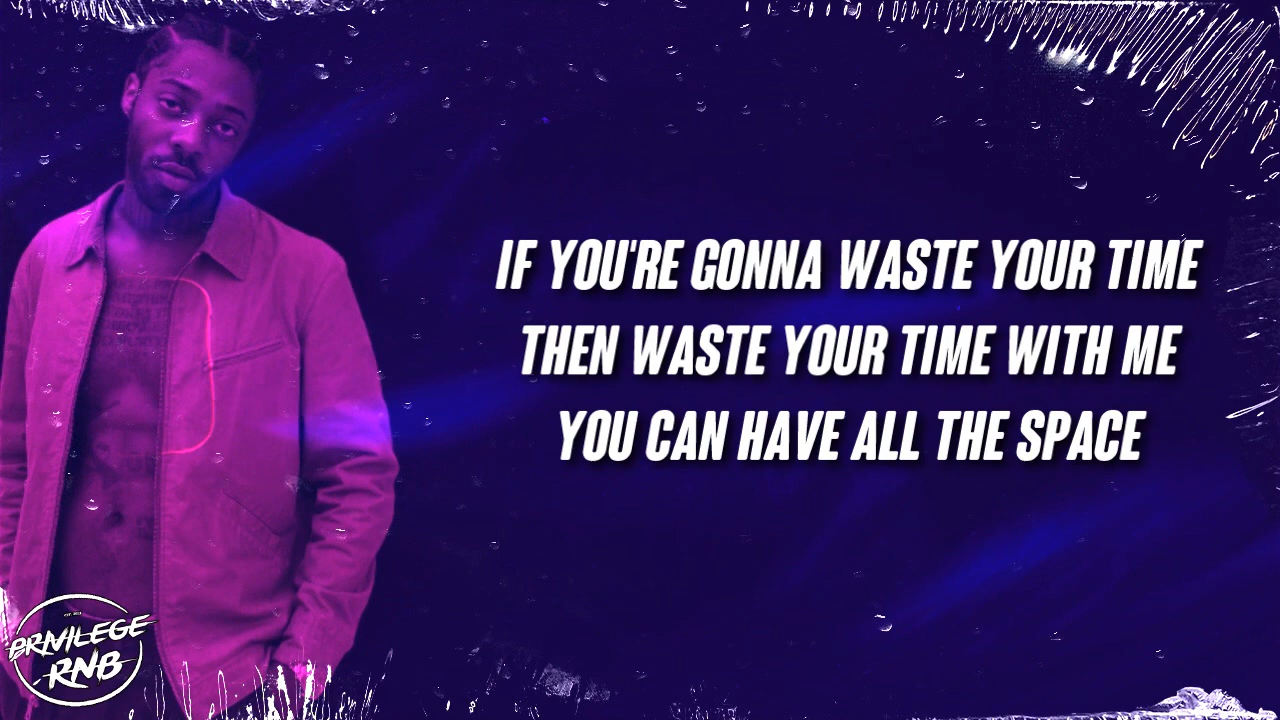 IF YOU'RE GONNA WASTE YOUR TIME
THEN WASTE YOUR TIME WITH ME
YOU CAN HAVE ALL THE SPACE
PRIVILEGE
RNB